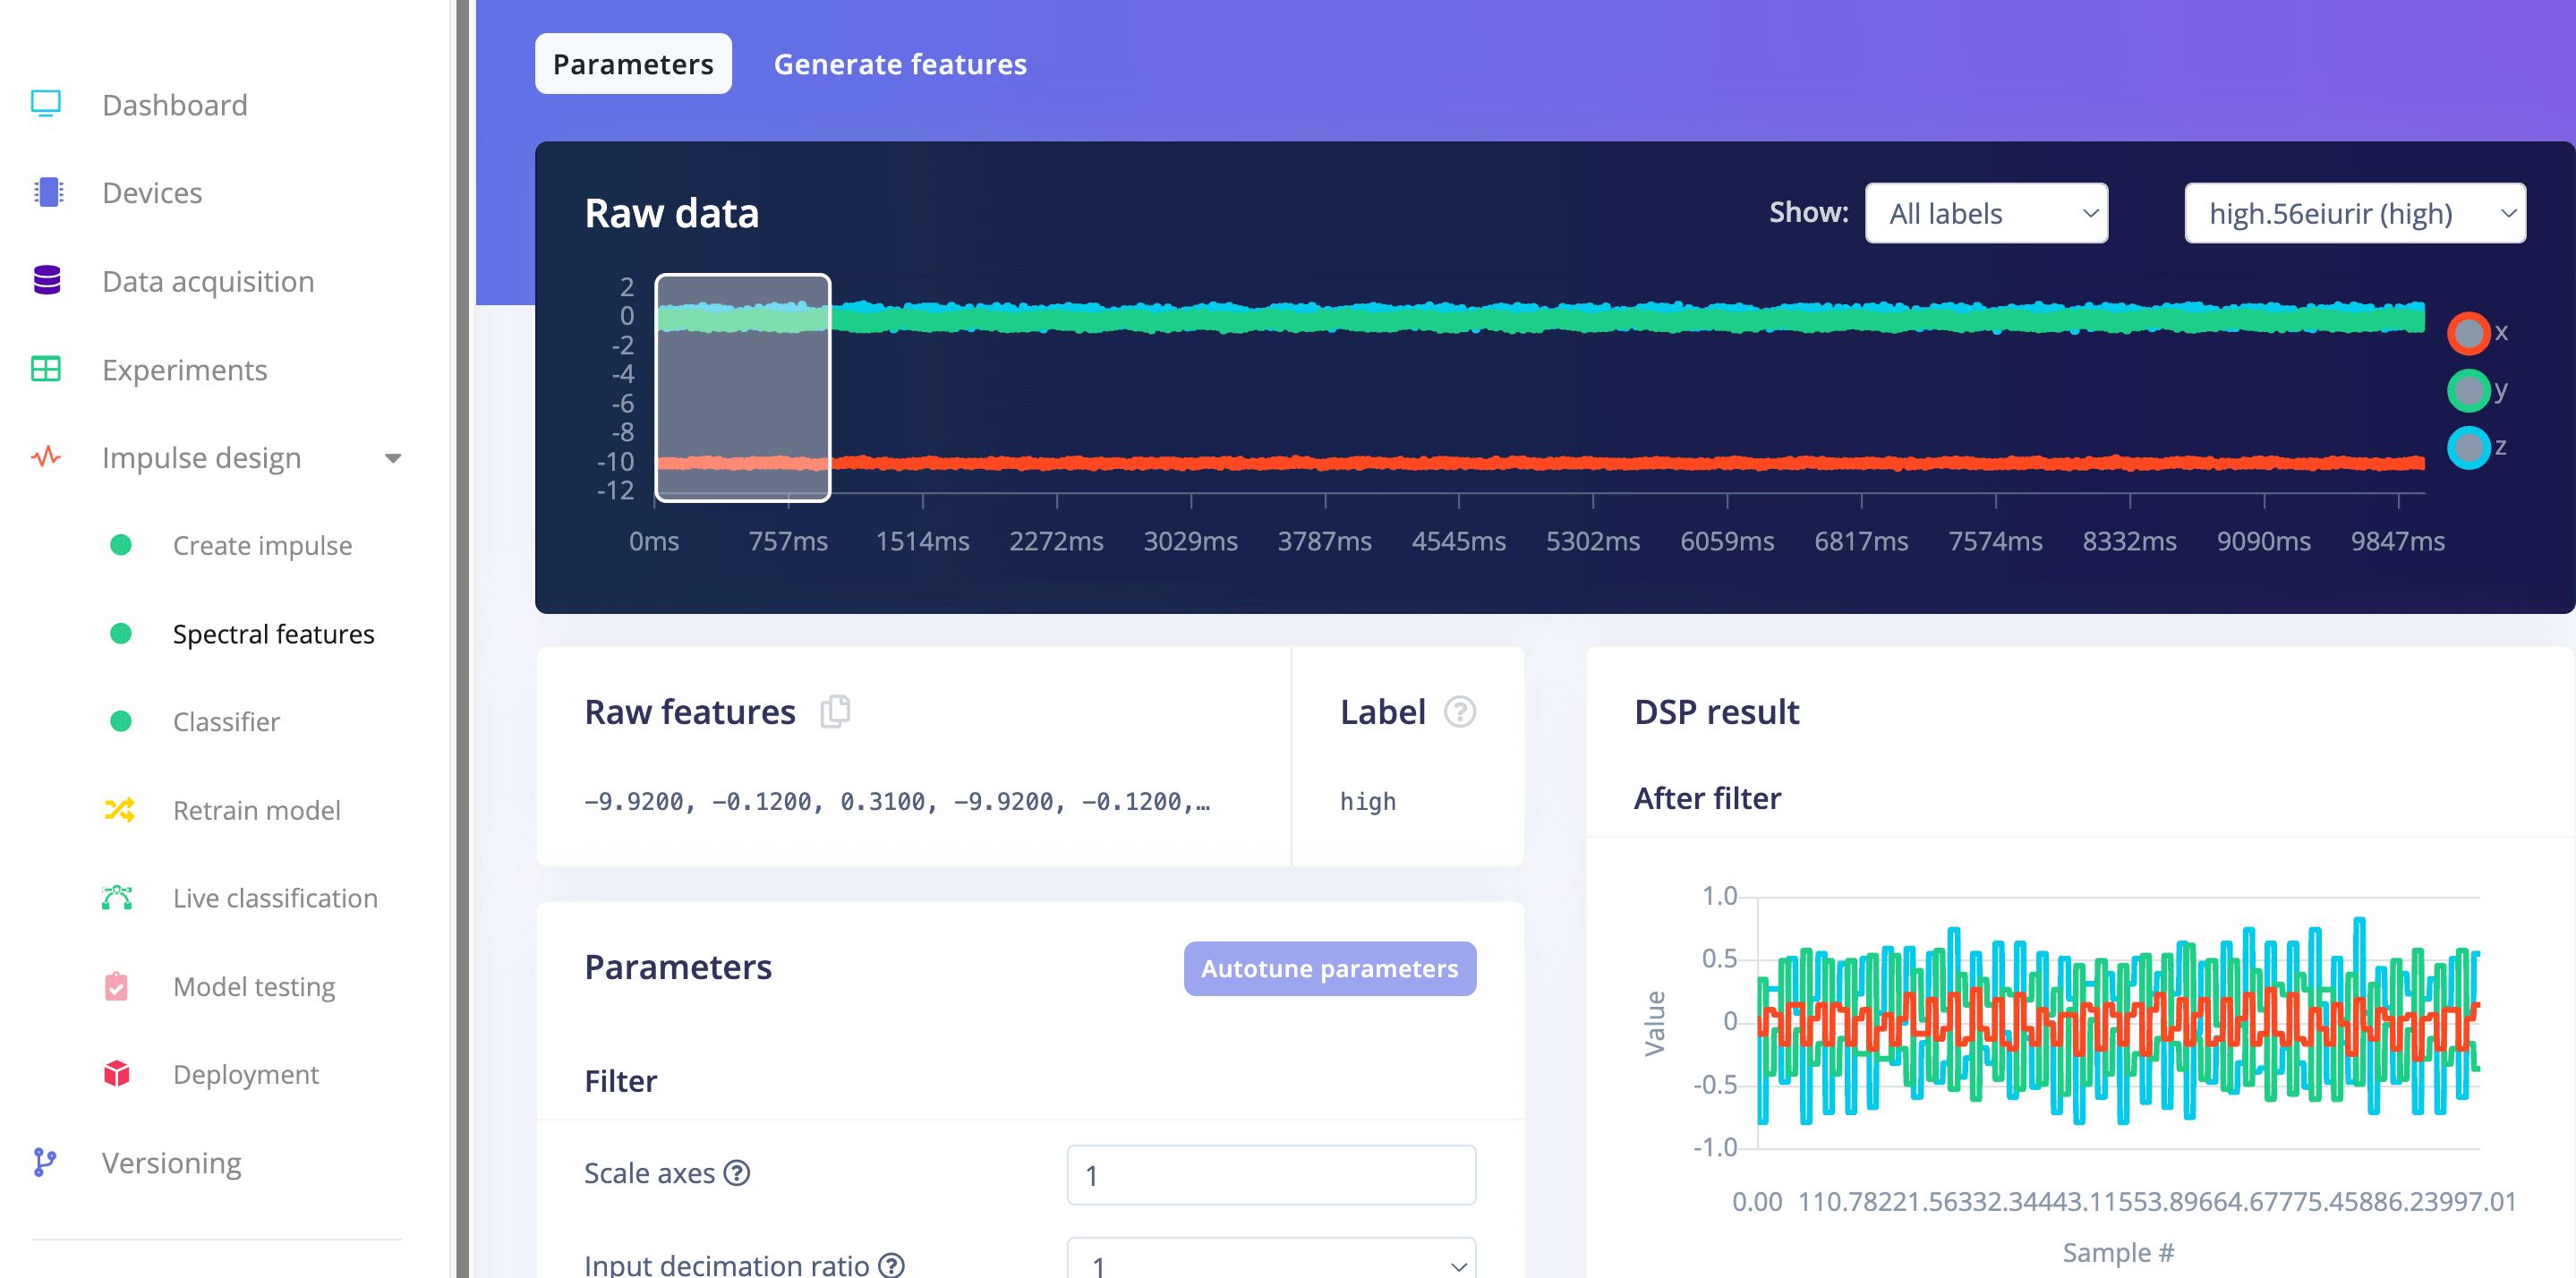 Dashboard
Devices
Data acquisition
Experiments
Impulse design
Create impulse
Spectral features
Classifier
Retrain model
Live classification
Model testing
Deployment
Versioning
Parameters
Generate features
Raw data
Show:
All labels
high.56eiurir (high)
2
0
-2
-4
-6
-8
-10
-12
0ms 757ms 1514ms 2272ms 3029ms 3787ms 4545ms 5302ms 6059ms 6817ms 7574ms 8332ms 9090ms 9847ms
x
y
z
Raw features
-9.9200, -0.1200, 0.3100, -9.9200, -0.1200,…
Label
high
Parameters
Autotune parameters
Filter
Scale axes
1
Input decimation ratio
1
DSP result
After filter
1.0
0.5
0
-0.5
-1.0
Value
0.00 110.78221.56332.34443.11553.89664.67775.45886.23997.01
Sample #